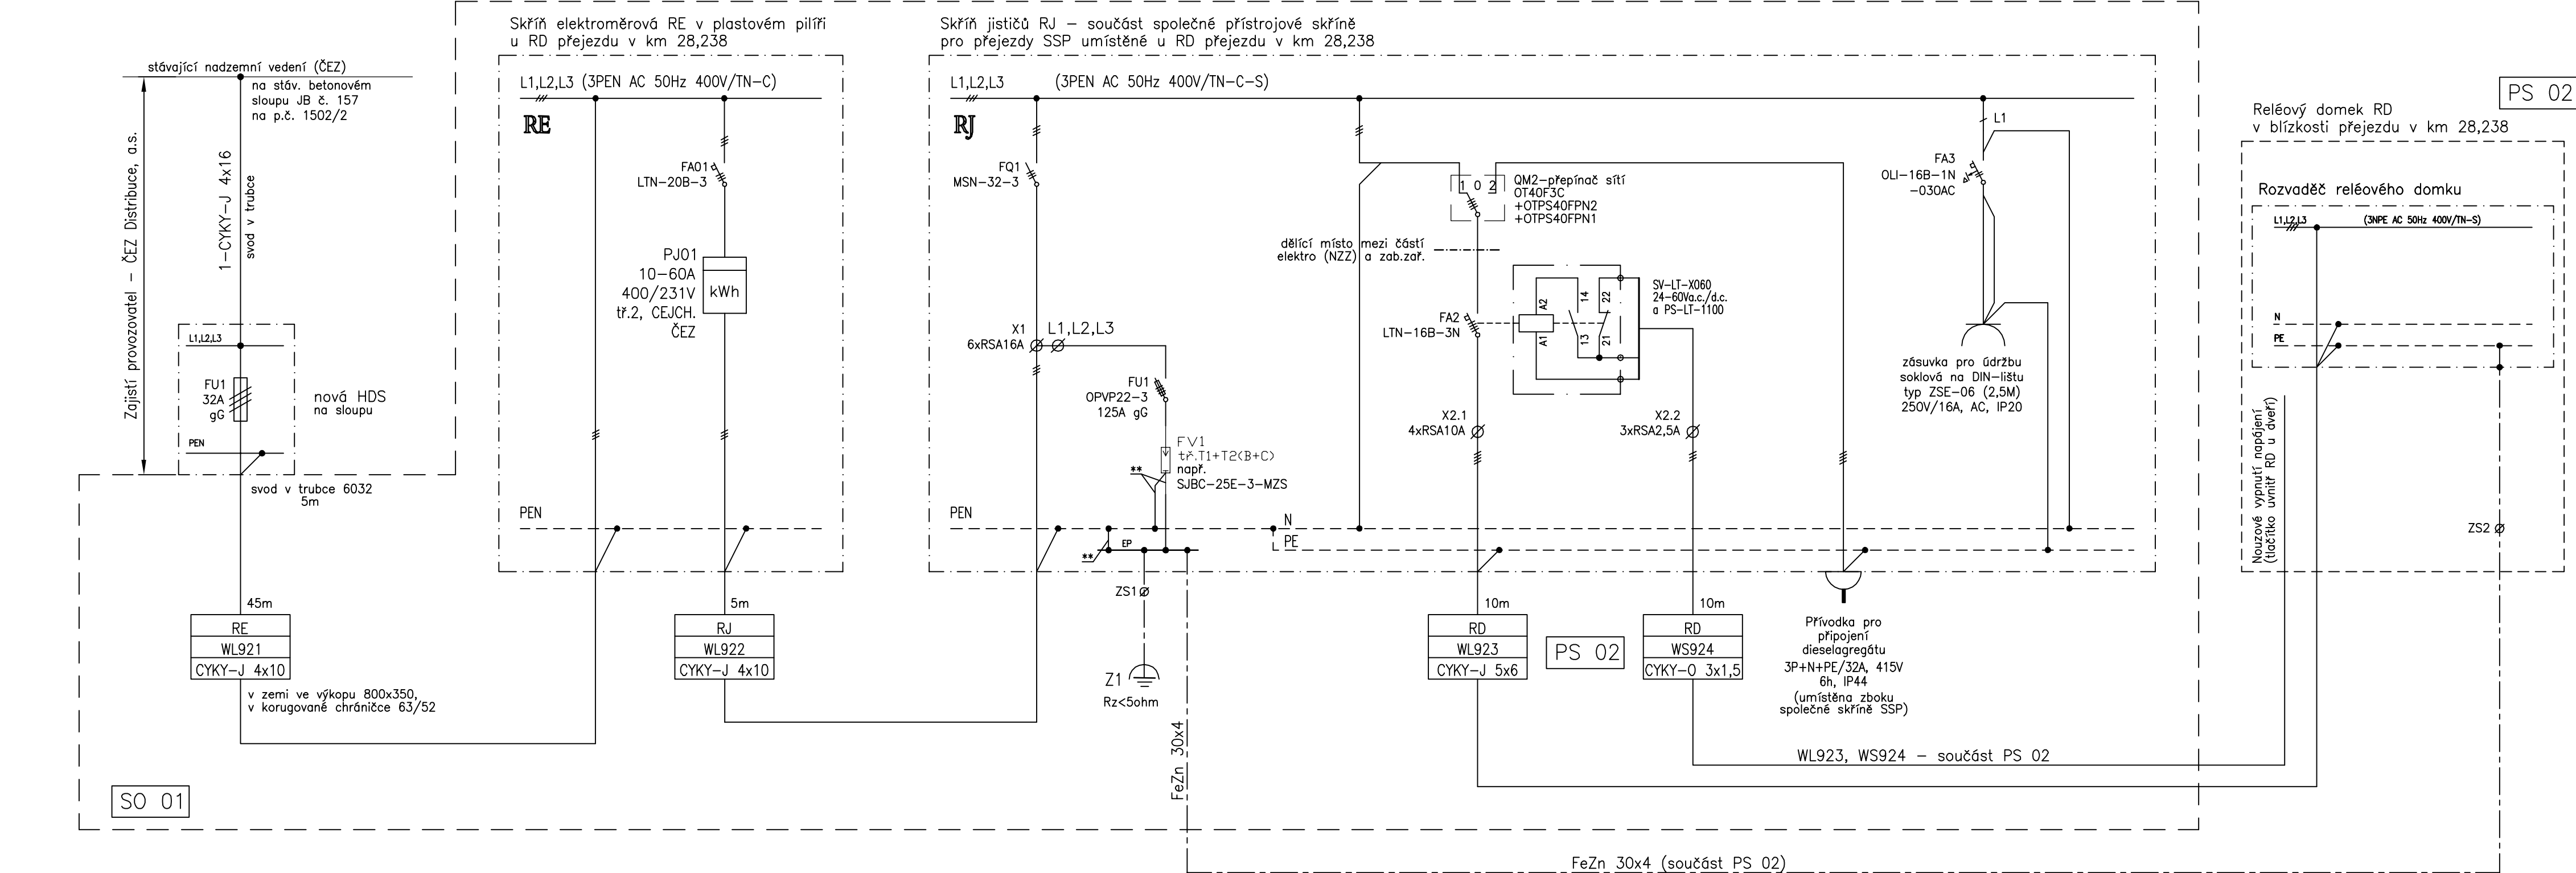 stávající nadzemní vedení (ČEZ)
na stáv. betonovém
sloupu JB č. 157
na p.č. 1502/2
Zajistí provozovatel – ČEZ Distribuce, a.s.
1-CYKY-J 4x16
svod v trubce
L1,L2,L3
FU1
32A
gG
nová HDS
na sloupu
PEN
svod v trubce 6032
5m
45m
RE
WL921
CYKY-J 4x10
v zemi ve výkopu 800x350,
v korugované chráničce 63/52
SO 01
Skříň elektroměrová RE v plastovém pilíři
u RD přejezdu v km 28,238
L1,L2,L3 (3PEN AC 50Hz 400V/TN-C)
RE
FA01
LTN-20B-3
PJ01
10-60A
400/231V
tř.2, CEJCH.
ČEZ
kWh
PEN
5m
RJ
WL922
CYKY-J 4x10
Skříň jističů RJ – součást společné přístrojové skříně
pro přejezdy SSP umístěné u RD přejezdu v km 28,238
L1,L2,L3 (3PEN AC 50Hz 400V/TN-C-S)
RJ
FQ1
MSN-32-3
X1
6xRSA16A
L1,L2,L3
FU1
OPVP22-3
125A gG
FV1
tř.T1+T2(B+C)
např.
SJBC-25E-3-MZS
**
PEN
**
EP
N
PE
ZS1
Z1
Rz<5ohm
FeZn 30x4
1 0 2
QM2-přepínač sítí
OT40F3C
+OTPS40FPN2
+OTPS40FPN1
dělící místo mezi částí
elektro (NZZ) a zab.zař.
FA2
LTN-16B-3N
A2
A1
14
13
22
21
SV-LT-X060
24-60Va.c./d.c.
a PS-LT-1100
X2.1
4xRSA10A
X2.2
3xRSA2,5A
10m
RD
WL923
CYKY-J 5x6
PS 02
10m
RD
WS924
CYKY-O 3x1,5
Přívodka pro
připojení
dieselagregátu
3P+N+PE/32A, 415V
6h, IP44
(umístěna zboku
společné skříně SSP)
L1
FA3
OLI-16B-1N
-030AC
zásuvka pro údržbu
soklová na DIN-lištu
typ ZSE-06 (2,5M)
250V/16A, AC, IP20
WL923, WS924 – součást PS 02
FeZn 30x4 (součást PS 02)
PS 02
Reléový domek RD
v blízkosti přejezdu v km 28,238
Rozvaděč reléového domku
L1,L2,L3 (3NPE AC 50Hz 400V/TN-S)
N
PE
Nouzové vypnutí napájení
(tlačítko uvnitř RD u dveří)
ZS2